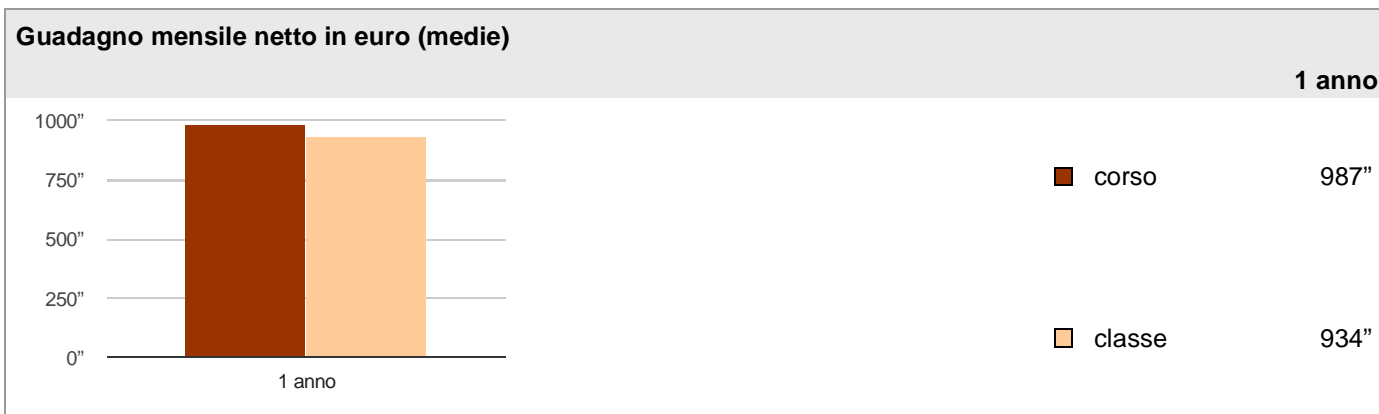 Guadagno mensile netto in euro (medie)
1 anno
1000”
750”
500”
250”
0”
1 anno
corso 987”
classe 934”